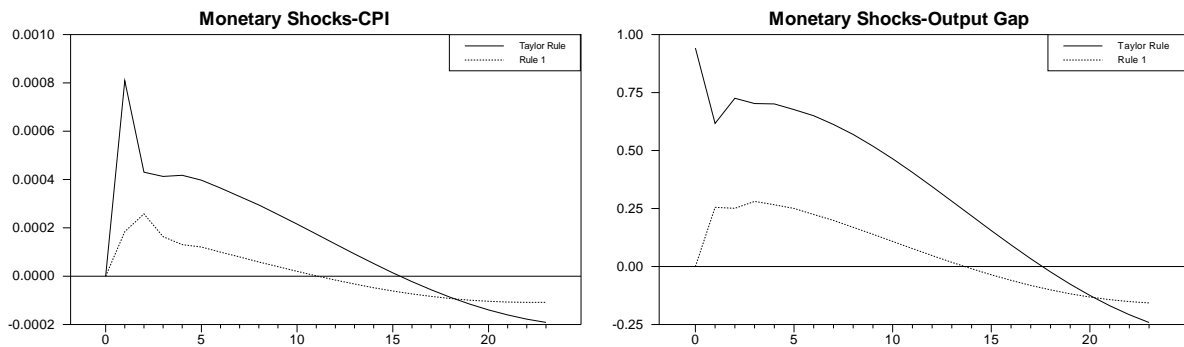 Monetary Shocks-CPI
0.0010
0.0008
0.0006
0.0004
0.0002
0.0000
-0.0002
0 5 10 15 20
Taylor Rule
Rule 1
Monetary Shocks-Output Gap
1.00
0.75
0.50
0.25
0.00
-0.25
0 5 10 15 20
Taylor Rule
Rule 1